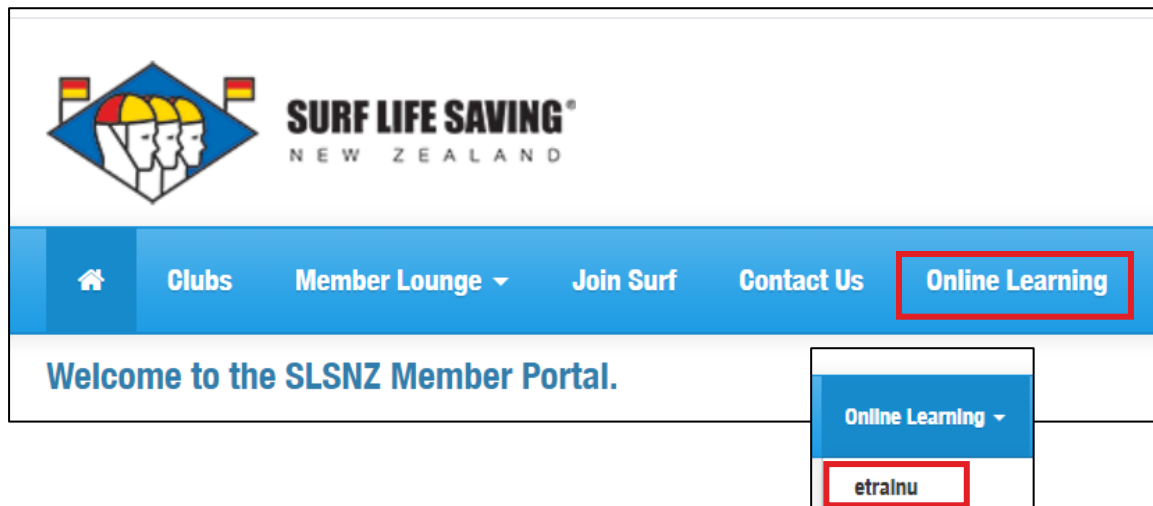 SURF LIFE SAVING®
NEW ZEALAND
Clubs Member Lounge Join Surf Contact Us Online Learning
Welcome to the SLSNZ Member Portal.
Online Learning
etrainu